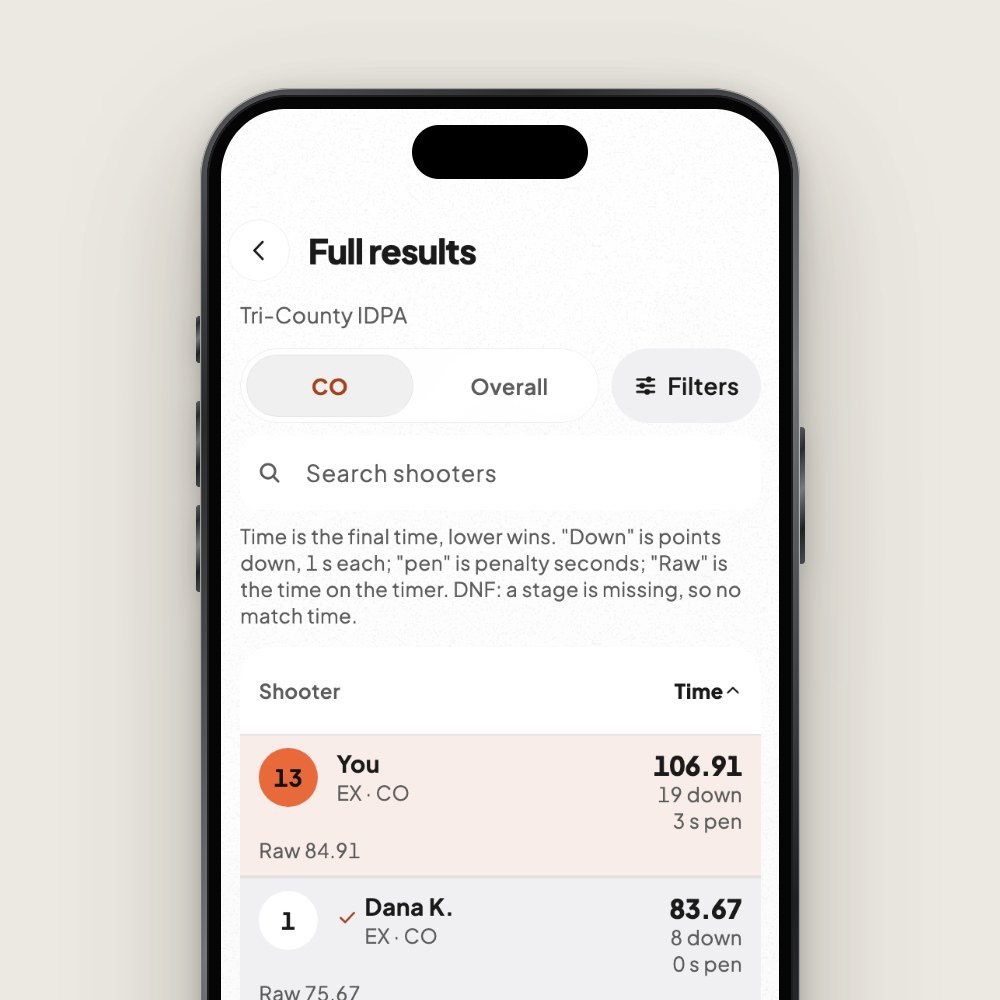 Full results
Tri-County IDPA
CO Overall Filters
Search shooters
Time is the final time, lower wins. "Down" is points
down, 1 s each; "pen" is penalty seconds; "Raw" is
the time on the timer. DNF: a stage is missing, so no
match time.
Shooter Time
13 You 106.91
EX · CO 19 down
3 s pen
Raw 84.91
1 Dana K. 83.67
EX · CO 8 down
0 s pen
Raw 75.67